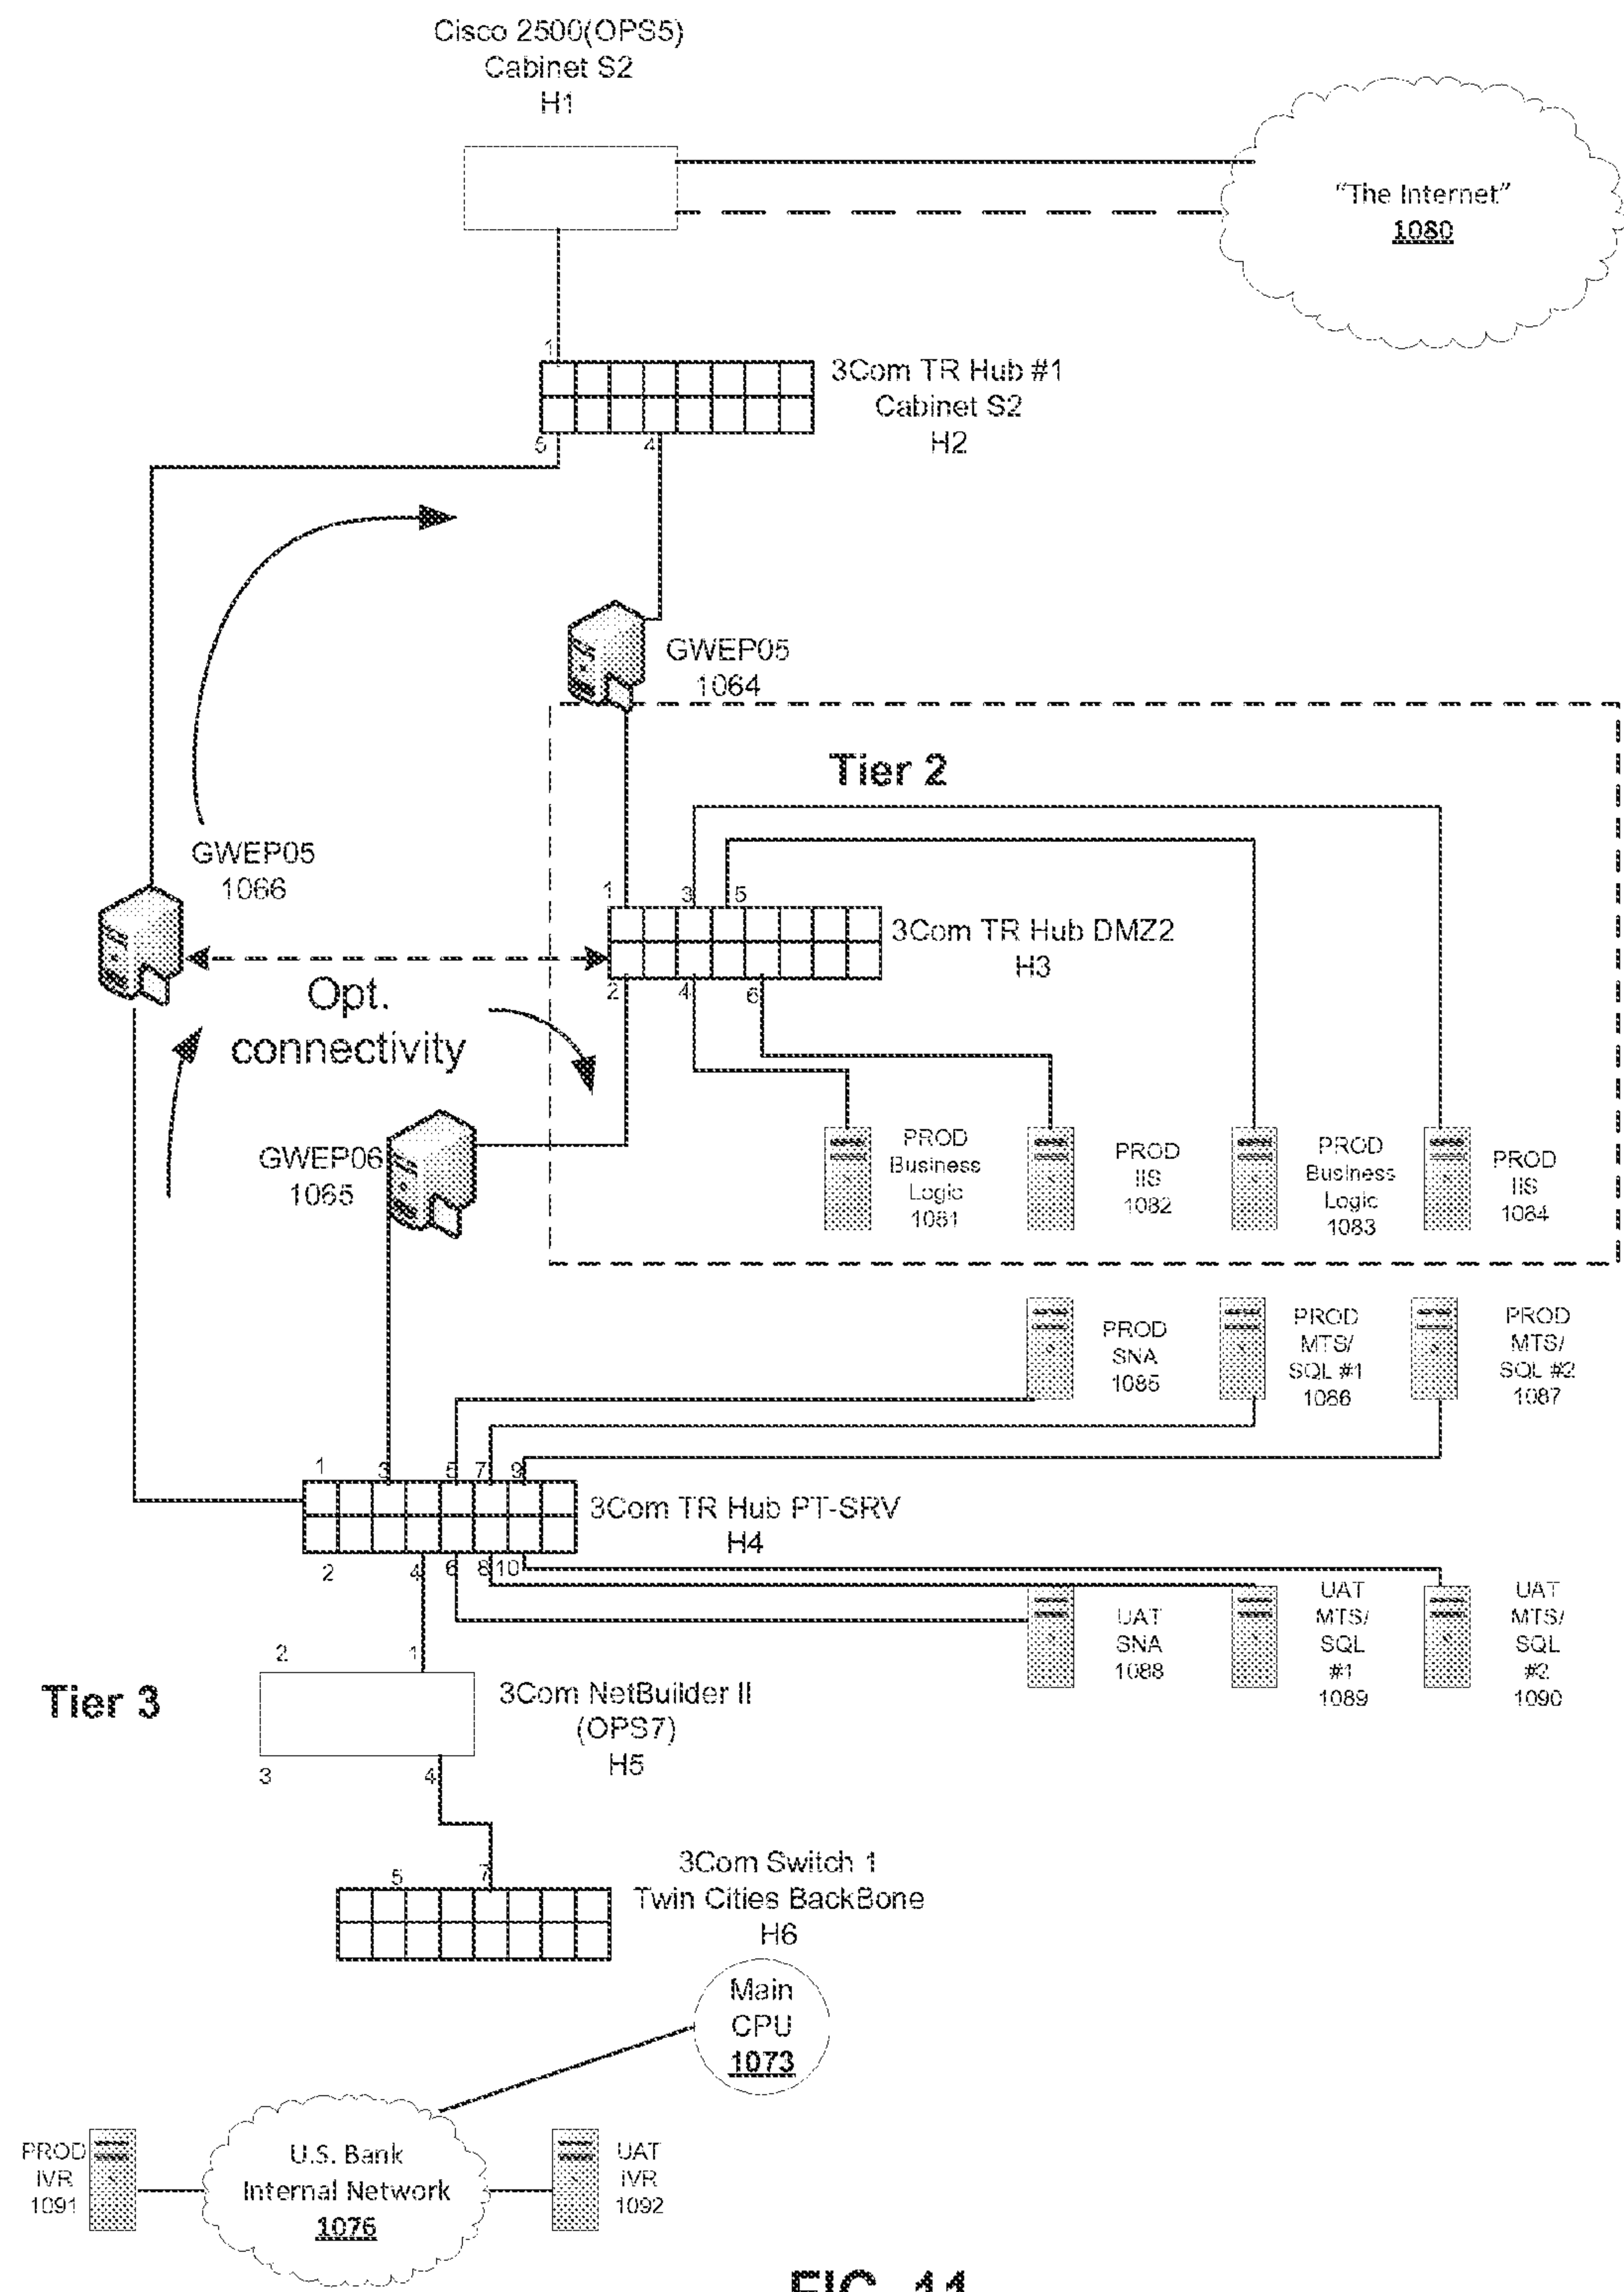 Cisco 2500(OPS5)
Cabinet S2
H1
"The Internet"
1080
1
3Com TR Hub #1
Cabinet S2
H2
5
4
GWEP05
1064
Tier 2
GWEP05
1066
1
3
5
3Com TR Hub DMZ2
H3
2
4
6
Opt.
connectivity
GWEP06
1065
PROD
Business
Logic
1081
PROD
IIS
1082
PROD
Business
Logic
1083
PROD
IIS
1084
PROD
SNA
1085
PROD
MTS/
SQL #1
1086
PROD
MTS/
SQL #2
1087
1
3
5
7
9
3Com TR Hub PT-SRV
H4
2
4
6
8
10
UAT
SNA
1088
UAT
MTS/
SQL
#1
1089
UAT
MTS/
SQL
#2
1090
2
1
Tier 3
3Com NetBuilder II
(OPS7)
H5
3
4
5
7
3Com Switch 1
Twin Cities BackBone
H6
Main
CPU
1073
PROD
IVR
1091
U.S. Bank
Internal Network
1076
UAT
IVR
1092
FIG. 11